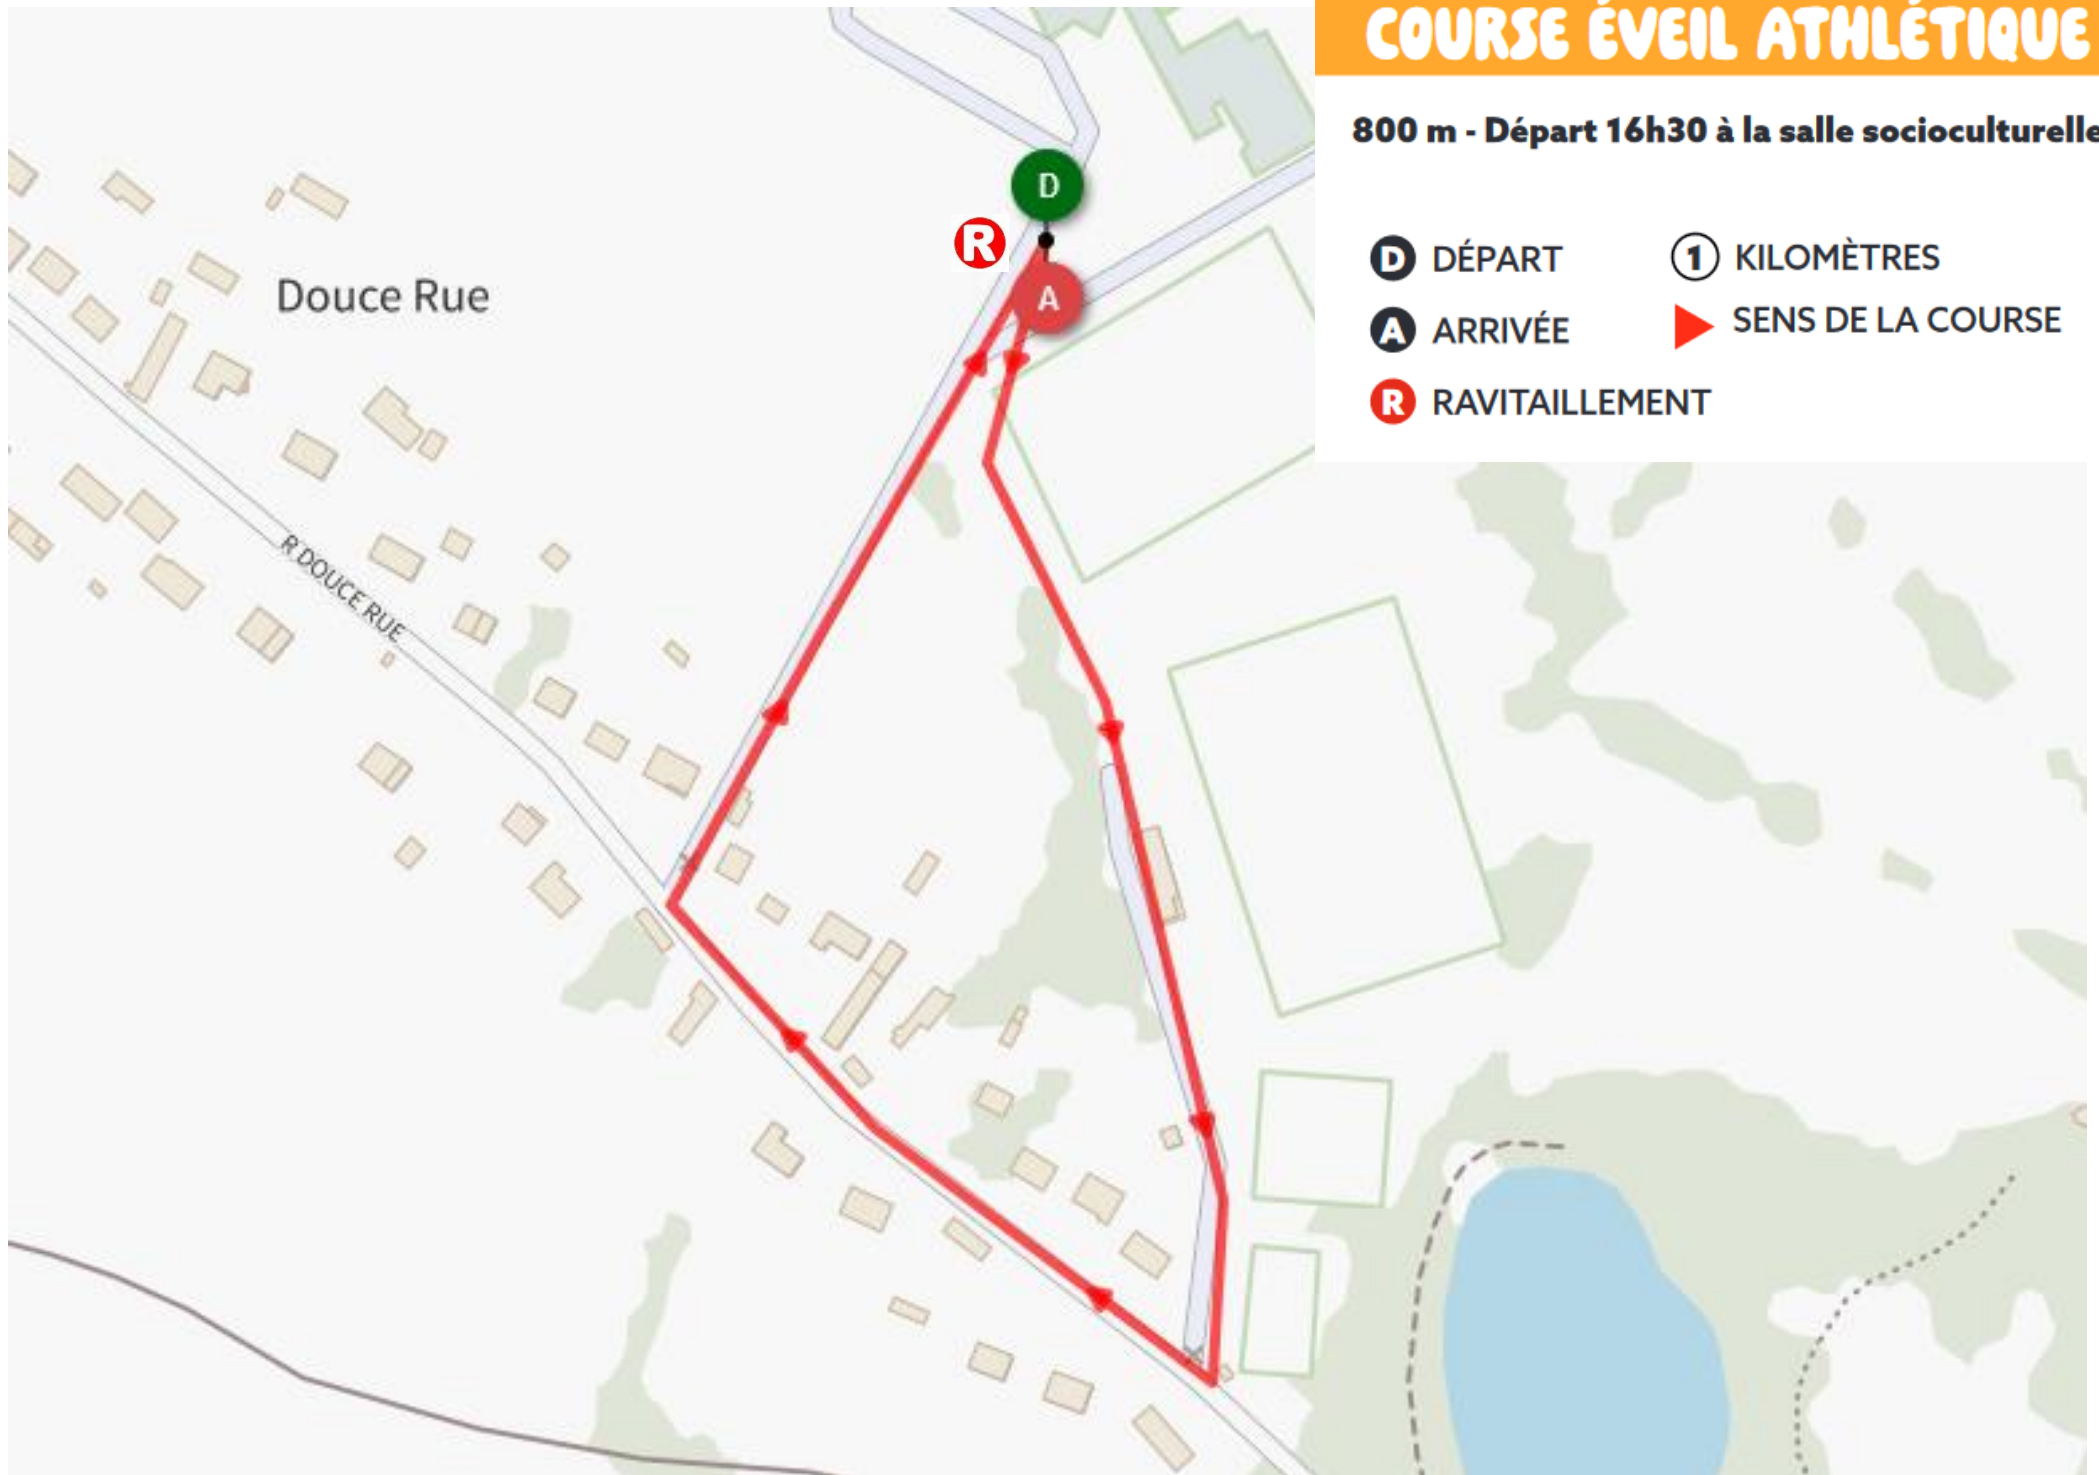 COURSE ÉVEIL ATHLÉTIQUE
800 m - Départ 16h30 à la salle socioculturelle
D DÉPART
1 KILOMÈTRES
A ARRIVÉE
SENS DE LA COURSE
R RAVITAILLEMENT
D
R
A
Douce Rue
R DOUCE RUE